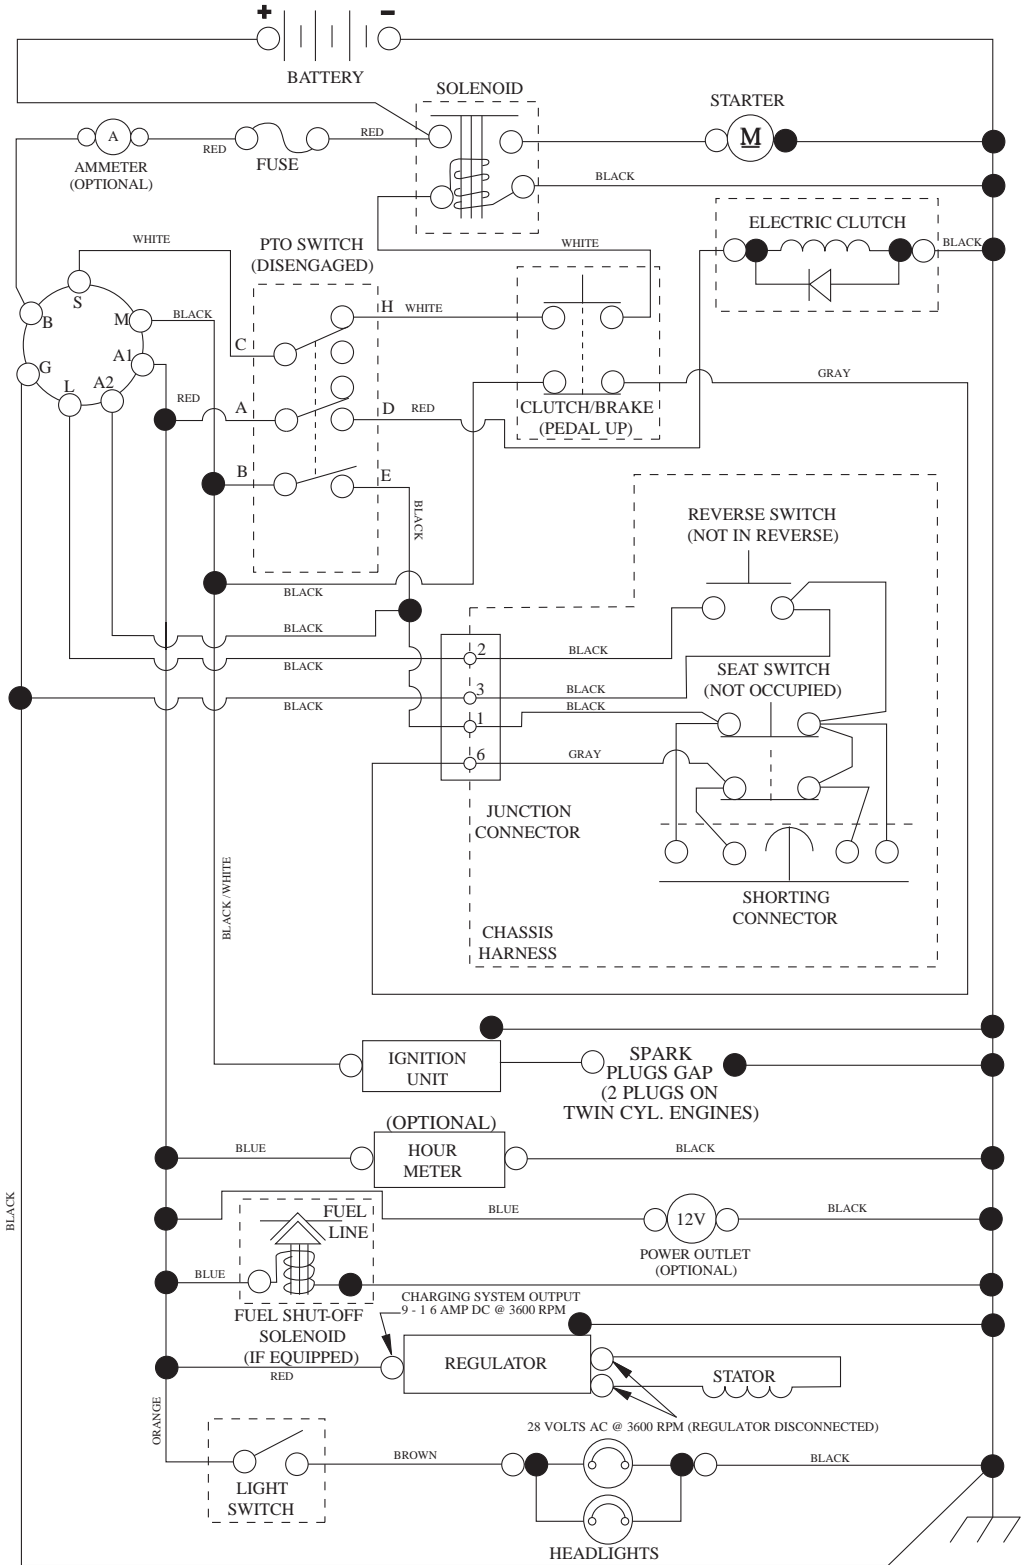 + −
BATTERY
SOLENOID
STARTER
A
RED
FUSE
RED
M
AMMETER
(OPTIONAL)
BLACK
ELECTRIC CLUTCH
BLACK
WHITE
PTO SWITCH
(DISENGAGED)
WHITE
S
B
M
BLACK
H
WHITE
C
G
A1
L
A2
GRAY
RED
A
D
RED
CLUTCH/BRAKE
(PEDAL UP)
B
E
BLACK
REVERSE SWITCH
(NOT IN REVERSE)
BLACK
BLACK
2
BLACK
BLACK
SEAT SWITCH
(NOT OCCUPIED)
3
BLACK
BLACK
BLACK
1
6
GRAY
JUNCTION
CONNECTOR
BLACK/WHITE
SHORTING
CONNECTOR
CHASSIS
HARNESS
IGNITION
UNIT
SPARK
PLUGS GAP
(2 PLUGS ON
TWIN CYL. ENGINES)
(OPTIONAL)
HOUR
METER
BLUE
BLACK
BLACK
FUEL
LINE
BLUE
12V
BLACK
POWER OUTLET
(OPTIONAL)
BLUE
CHARGING SYSTEM OUTPUT
9 - 1 6 AMP DC @ 3600 RPM
FUEL SHUT-OFF
SOLENOID
(IF EQUIPPED)
RED
REGULATOR
STATOR
ORANGE
28 VOLTS AC @ 3600 RPM (REGULATOR DISCONNECTED)
BROWN
BLACK
LIGHT
SWITCH
HEADLIGHTS